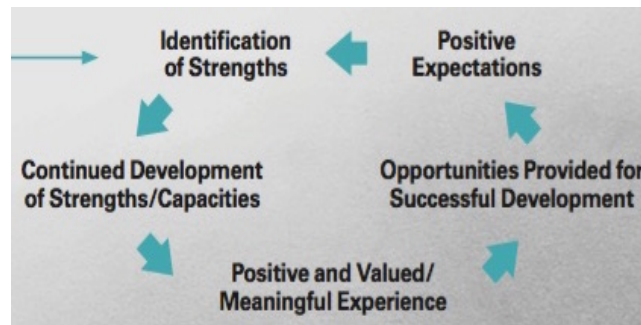 Identification
of Strengths
Positive
Expectations
Continued Development
of Strengths/Capacities
Opportunities Provided for
Successful Development
Positive and Valued/
Meaningful Experience